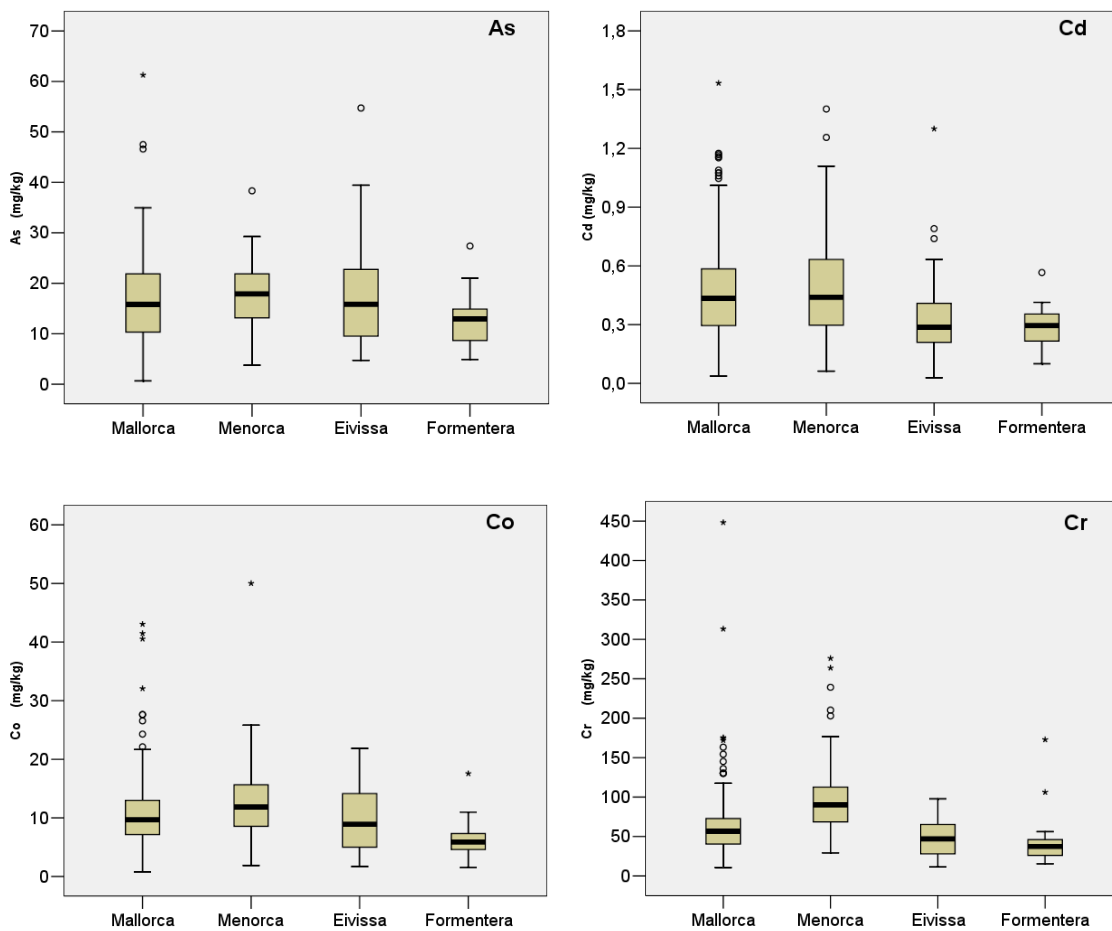 As
As (mg/kg)
70
60
50
40
30
20
10
0
Mallorca Menorca Eivissa Formentera
Cd
Cd (mg/kg)
1,8
1,5
1,2
0,9
0,6
0,3
0,0
Mallorca Menorca Eivissa Formentera
Co
Co (mg/kg)
60
50
40
30
20
10
0
Mallorca Menorca Eivissa Formentera
Cr
Cr (mg/kg)
450
400
350
300
250
200
150
100
50
0
Mallorca Menorca Eivissa Formentera